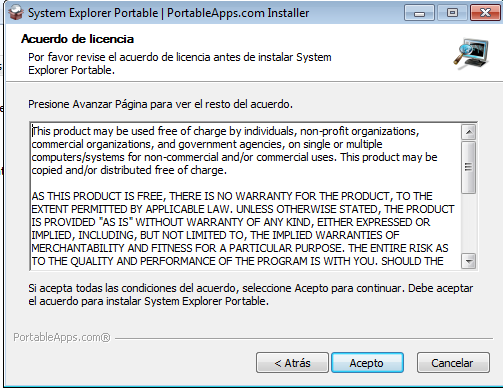 System Explorer Portable | PortableApps.com Installer
Acuerdo de licencia
Por favor revise el acuerdo de licencia antes de instalar System
Explorer Portable.
Presione Avanzar Página para ver el resto del acuerdo.
This product may be used free of charge by individuals, non-profit organizations,
commercial organizations, and government agencies, on single or multiple
computers/systems for non-commercial and/or commercial uses. This product may be
copied and/or distributed free of charge.
AS THIS PRODUCT IS FREE, THERE IS NO WARRANTY FOR THE PRODUCT, TO THE
EXTENT PERMITTED BY APPLICABLE LAW. UNLESS OTHERWISE STATED, THE PRODUCT
IS PROVIDED "AS IS" WITHOUT WARRANTY OF ANY KIND, EITHER EXPRESSED OR
IMPLIED, INCLUDING, BUT NOT LIMITED TO, THE IMPLIED WARRANTIES OF
MERCHANTABILITY AND FITNESS FOR A PARTICULAR PURPOSE. THE ENTIRE RISK AS
TO THE QUALITY AND PERFORMANCE OF THE PROGRAM IS WITH YOU. SHOULD THE
Si acepta todas las condiciones del acuerdo, seleccione Acepto para continuar. Debe aceptar
el acuerdo para instalar System Explorer Portable.
PortableApps.com®
< Atrás Acepto Cancelar